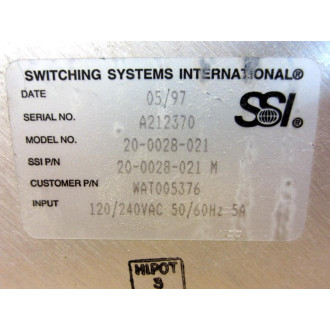 SWITCHING SYSTEMS INTERNATIONAL®
DATE 05/97
SERIAL NO. A212370
MODEL NO. 20-0028-021
SSI P/N 20-0028-021 M
CUSTOMER P/N WAT005376
INPUT 120/240VAC 50/60Hz 5A
SSI®
HIPOT
3